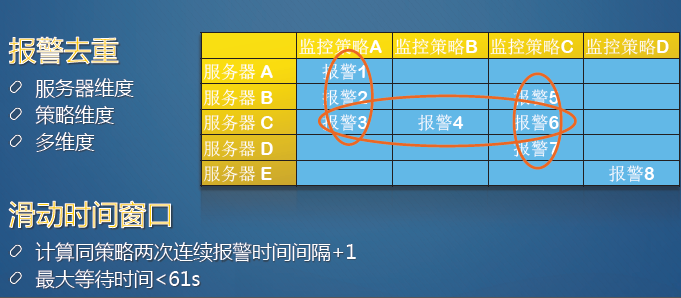 报警去重
服务器维度
策略维度
多维度
监控策略A 监控策略B 监控策略C 监控策略D
服务器 A 报警1
服务器 B 报警2 报警5
服务器 C 报警3 报警4 报警6
服务器 D 报警7
服务器 E 报警8
滑动时间窗口
计算同策略两次连续报警时间间隔+1
最大等待时间<61s